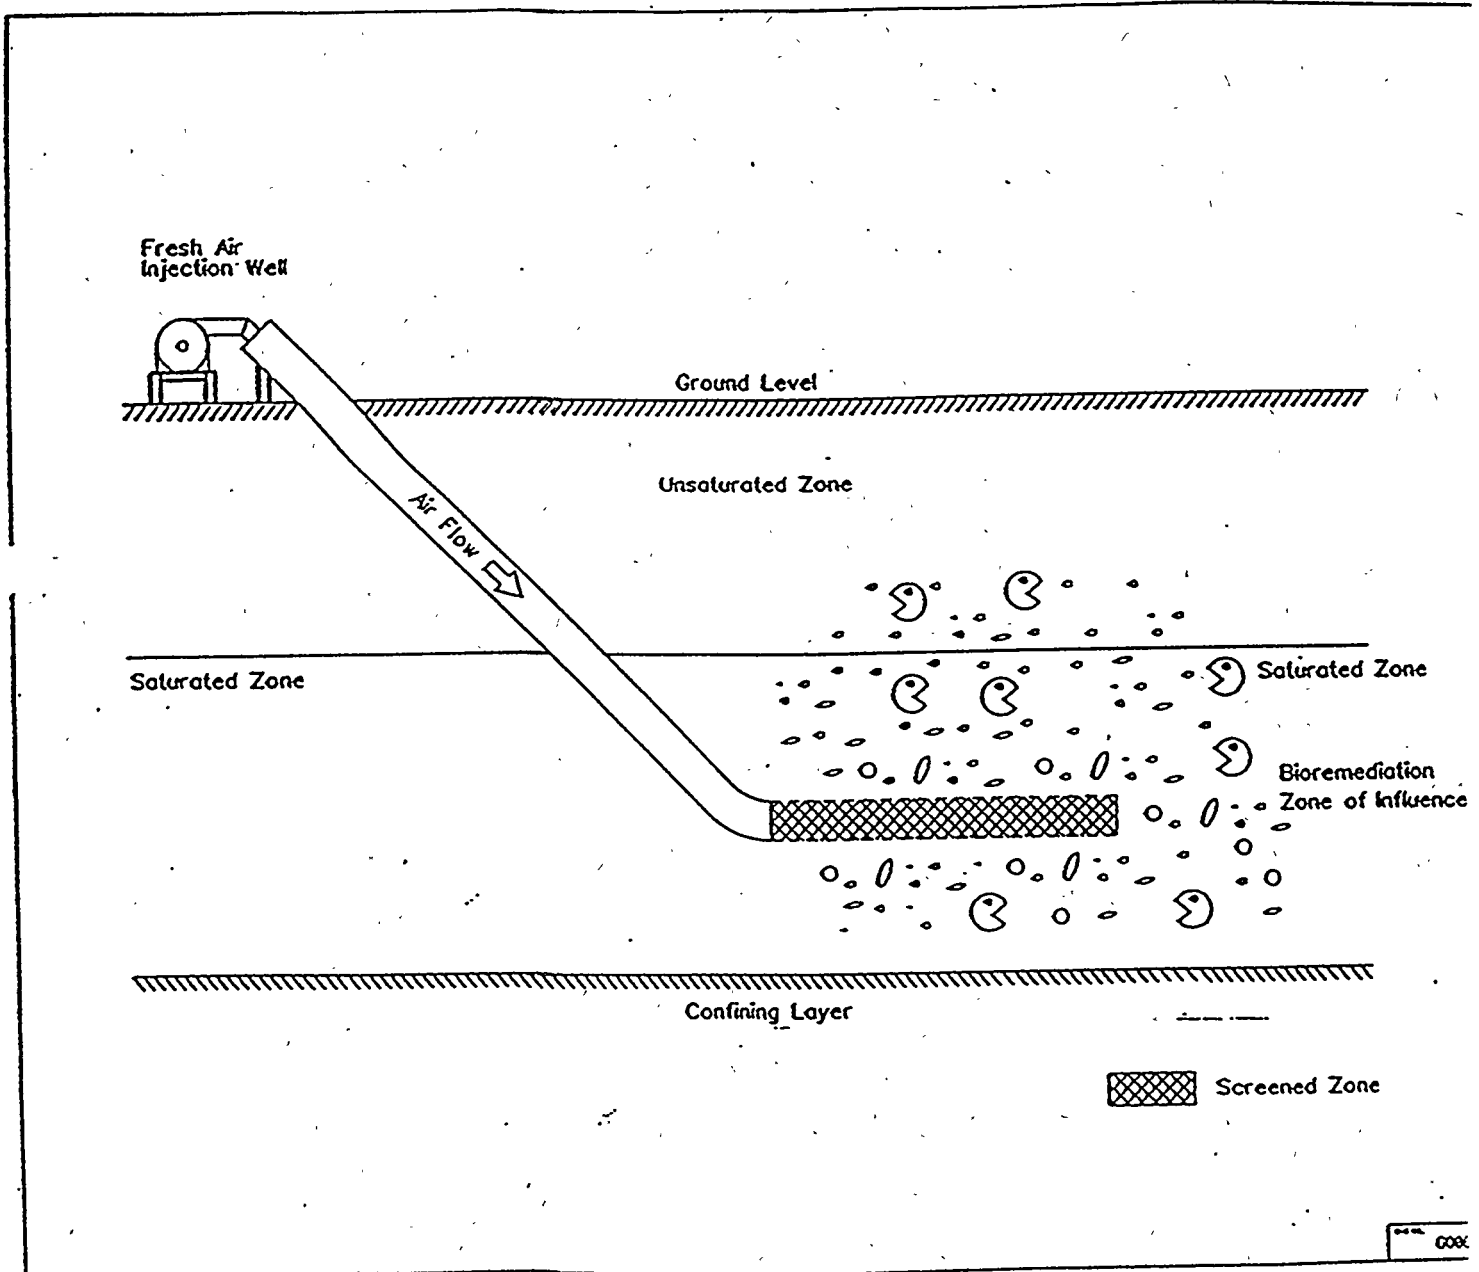 Fresh Air
Injection Well
Ground Level
Unsaturated Zone
Air Flow
Saturated Zone
Saturated Zone
Bioremediation
Zone of Influence
Confining Layer
Screened Zone